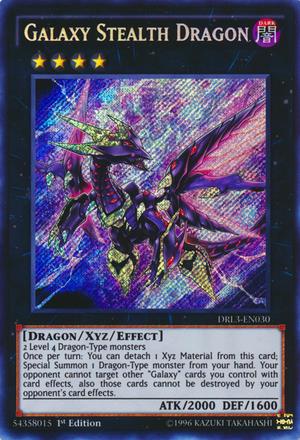 GALAXY STEALTH DRAGON
DARK
DRL3-EN030
[DRAGON/XYZ/EFFECT]
2 Level 4 Dragon-Type monsters
Once per turn: You can detach 1 Xyz Material from this card;
Special Summon 1 Dragon-Type monster from your hand. Your
opponent cannot target other "Galaxy" cards you control with
card effects, also those cards cannot be destroyed by your
opponent's card effects.
ATK/2000 DEF/1600
54358015 1st Edition ©1996 KAZUKI TAKAHASHI